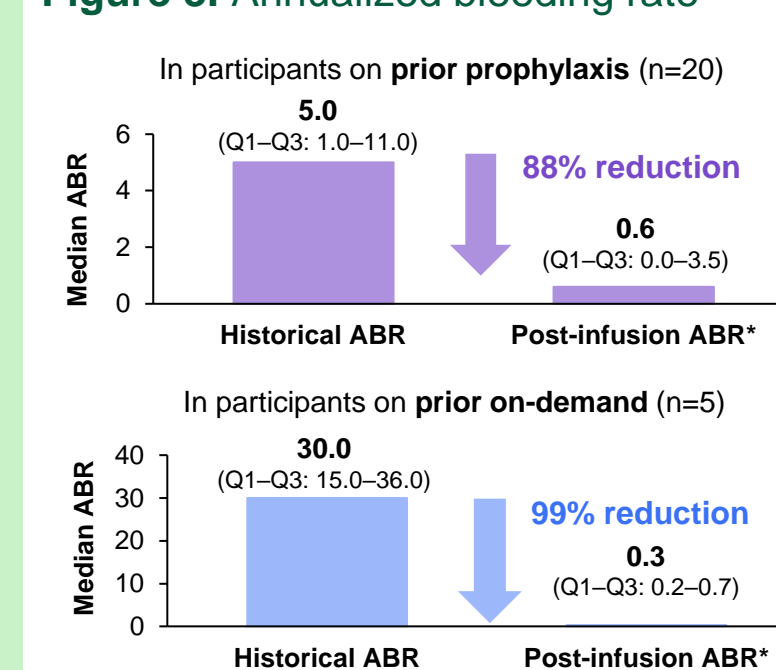 Annualized bleeding rate
In participants on prior prophylaxis (n=20)
5.0
(Q1–Q3: 1.0–11.0)
88% reduction
0.6
(Q1–Q3: 0.0–3.5)
Median ABR
6
4
2
0
Historical ABR
Post-infusion ABR*
In participants on prior on-demand (n=5)
30.0
(Q1–Q3: 15.0–36.0)
99% reduction
0.3
(Q1–Q3: 0.2–0.7)
Median ABR
40
30
20
10
0
Historical ABR
Post-infusion ABR*